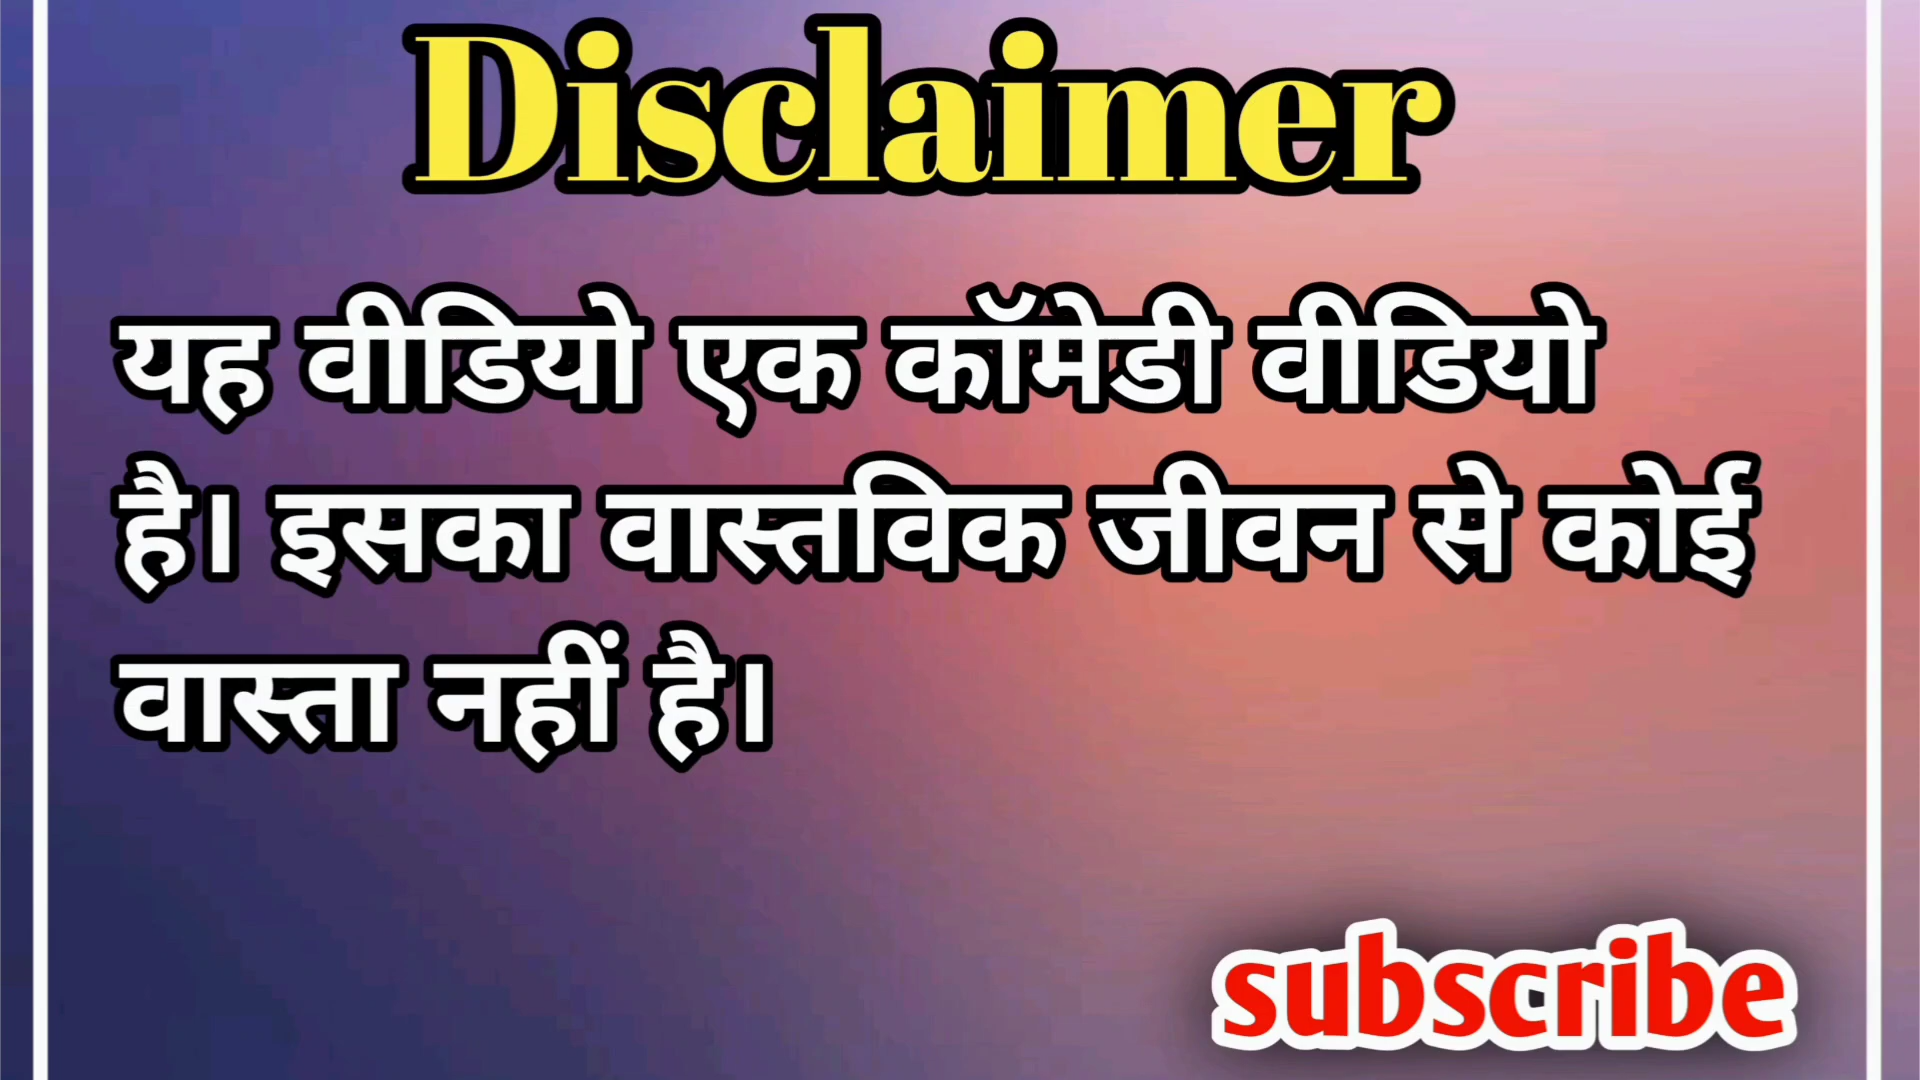 Disclaimer
यह वीडियो एक कॉमेडी वीडियो
है। इसका वास्तविक जीवन से कोई
वास्ता नहीं है।
subscribe